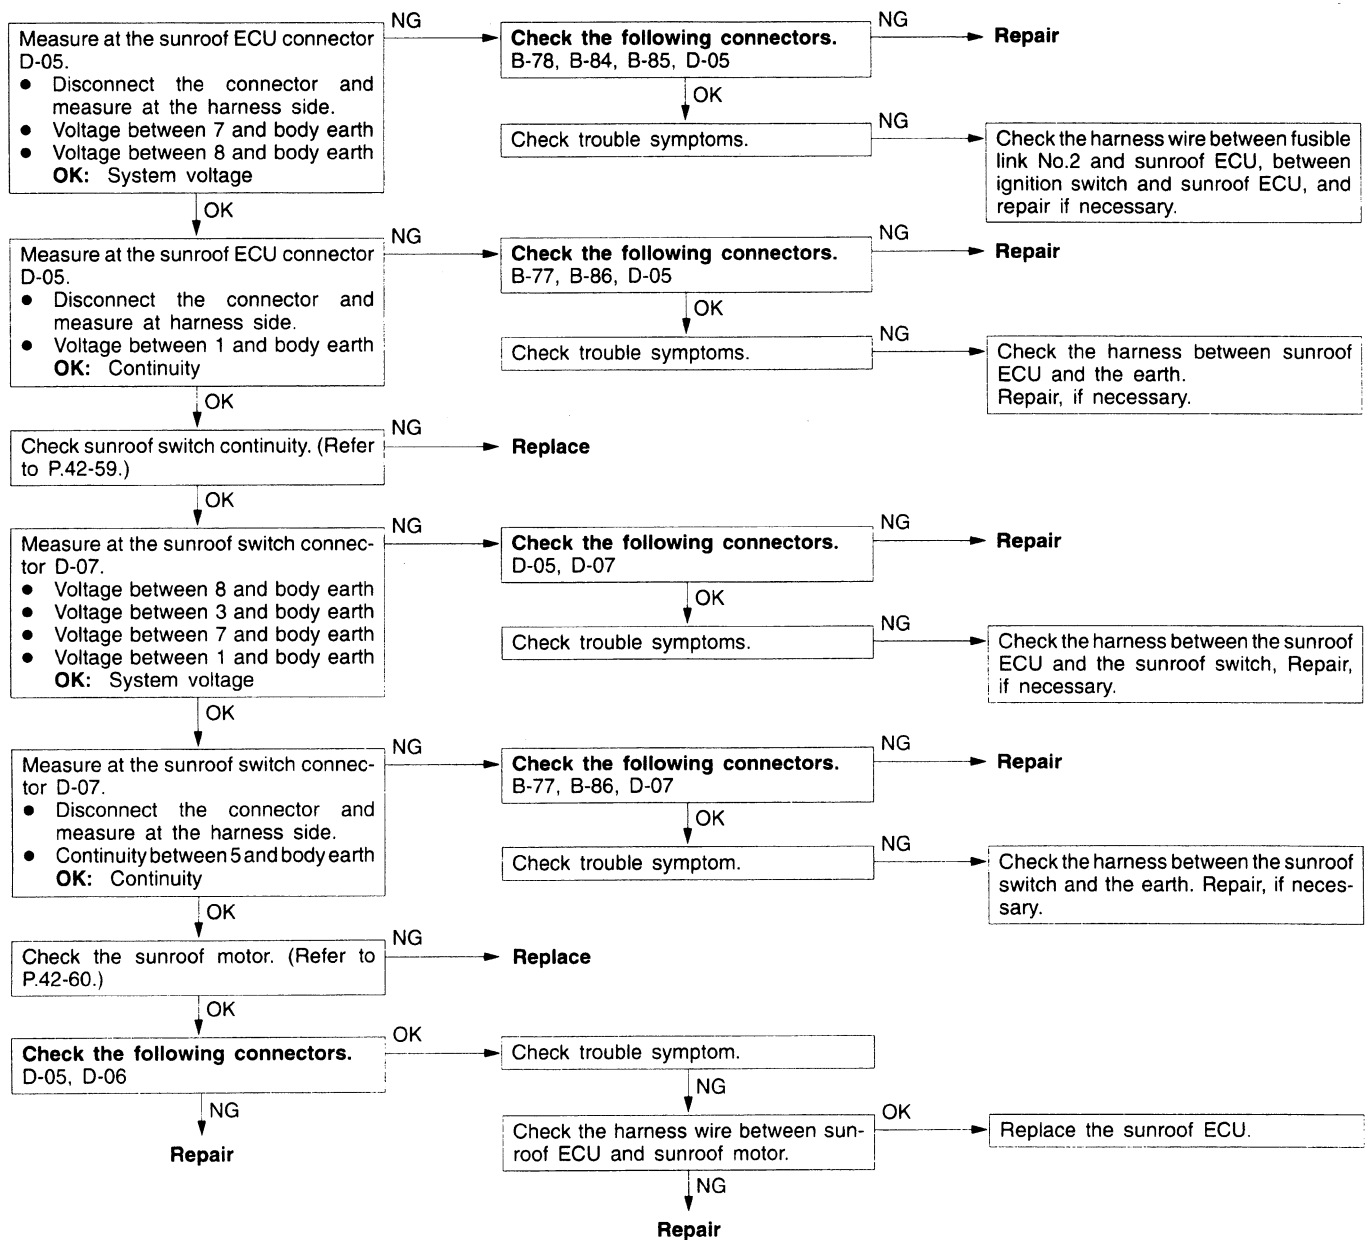 Measure at the sunroof ECU connector
D-05.
● Disconnect the connector and
measure at the harness side.
● Voltage between 7 and body earth
● Voltage between 8 and body earth
OK: System voltage
NG
Check the following connectors.
B-78, B-84, B-85, D-05
NG
Repair
OK
Check trouble symptoms.
NG
Check the harness wire between fusible
link No.2 and sunroof ECU, between
ignition switch and sunroof ECU, and
repair if necessary.
OK
Measure at the sunroof ECU connector
D-05.
● Disconnect the connector and
measure at harness side.
● Voltage between 1 and body earth
OK: Continuity
NG
Check the following connectors.
B-77, B-86, D-05
NG
Repair
OK
Check trouble symptoms.
NG
Check the harness between sunroof
ECU and the earth.
Repair, if necessary.
OK
Check sunroof switch continuity. (Refer
to P.42-59.)
NG
Replace
OK
Measure at the sunroof switch connec-
tor D-07.
● Voltage between 8 and body earth
● Voltage between 3 and body earth
● Voltage between 7 and body earth
● Voltage between 1 and body earth
OK: System voltage
NG
Check the following connectors.
D-05, D-07
NG
Repair
OK
Check trouble symptoms.
NG
Check the harness between the sunroof
ECU and the sunroof switch, Repair,
if necessary.
OK
Measure at the sunroof switch connec-
tor D-07.
● Disconnect the connector and
measure at the harness side.
● Continuity between 5 and body earth
OK: Continuity
NG
Check the following connectors.
B-77, B-86, D-07
NG
Repair
OK
Check trouble symptom.
NG
Check the harness between the sunroof
switch and the earth. Repair, if neces-
sary.
OK
Check the sunroof motor. (Refer to
P.42-60.)
NG
Replace
OK
Check the following connectors.
D-05, D-06
OK
Check trouble symptom.
NG
Repair
NG
Check the harness wire between sun-
roof ECU and sunroof motor.
OK
Replace the sunroof ECU.
NG
Repair